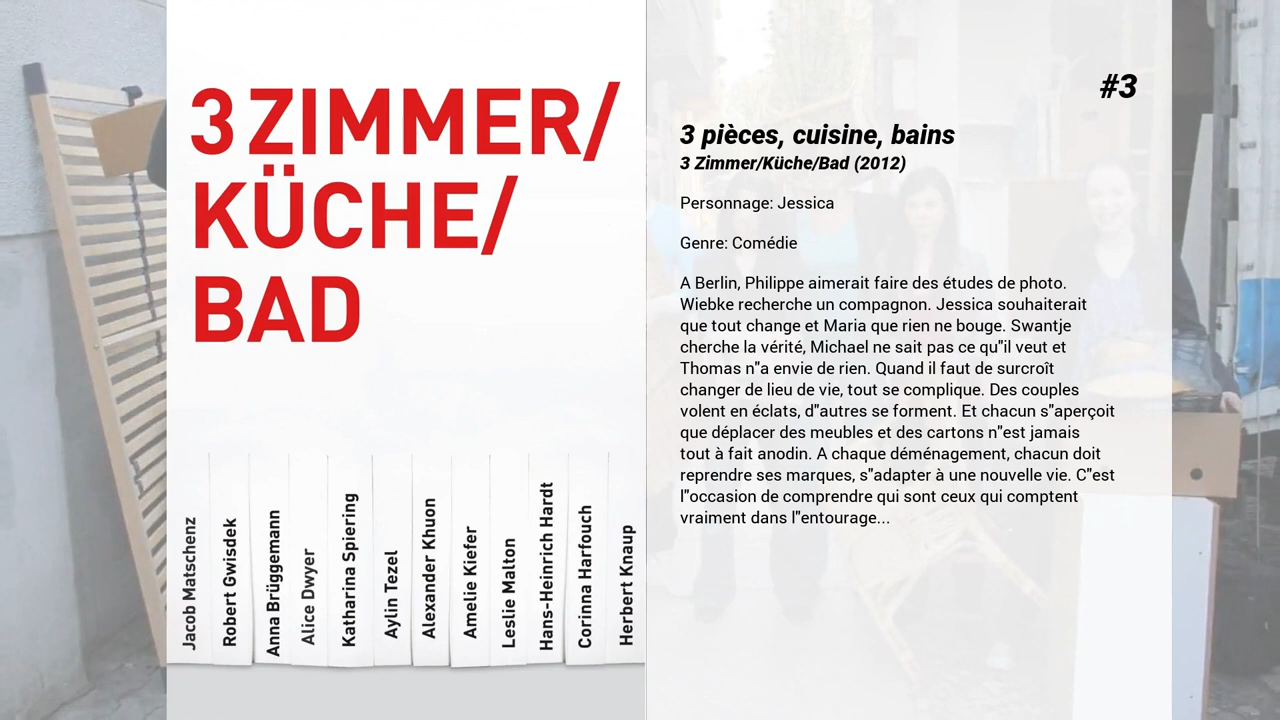 3 ZIMMER/
KÜCHE/
BAD
Jacob Matschenz
Robert Gwisdek
Anna Brüggemann
Alice Dwyer
Katharina Spiering
Aylin Tezel
Alexander Khuon
Amelie Kiefer
Leslie Malton
Hans-Heinrich Hardt
Corinna Harfouch
Herbert Knaup
#3
3 pièces, cuisine, bains
3 Zimmer/Küche/Bad (2012)
Personnage: Jessica
Genre: Comédie
A Berlin, Philippe aimerait faire des études de photo.
Wiebke recherche un compagnon. Jessica souhaiterait
que tout change et Maria que rien ne bouge. Swantje
cherche la vérité, Michael ne sait pas ce qu"il veut et
Thomas n"a envie de rien. Quand il faut de surcroît
changer de lieu de vie, tout se complique. Des couples
volent en éclats, d"autres se forment. Et chacun s"aperçoit
que déplacer des meubles et des cartons n"est jamais
tout à fait anodin. A chaque déménagement, chacun doit
reprendre ses marques, s"adapter à une nouvelle vie. C"est
l"occasion de comprendre qui sont ceux qui comptent
vraiment dans l"entourage...